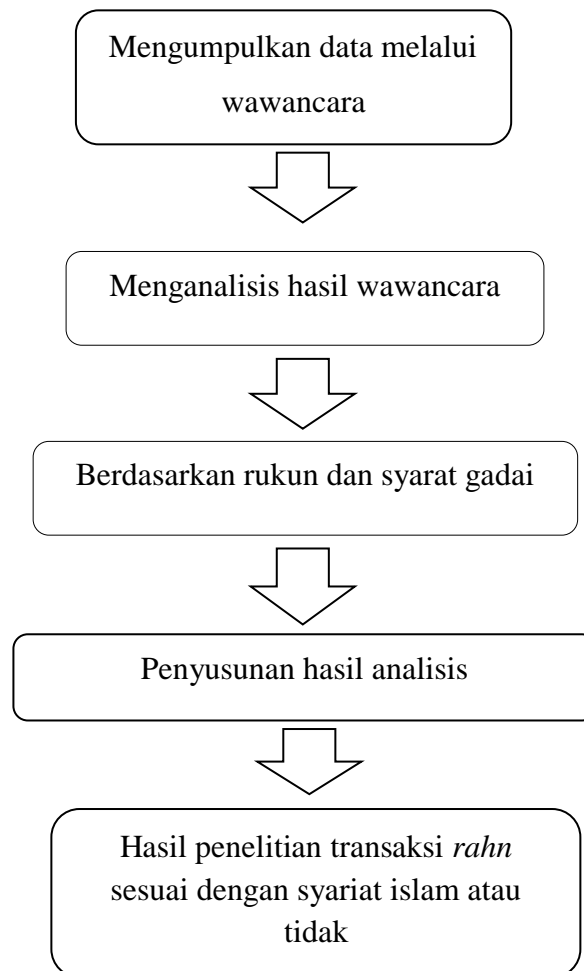 Mengumpulkan data melalui
wawancara
Menganalisis hasil wawancara
Berdasarkan rukun dan syarat gadai
Penyusunan hasil analisis
Hasil penelitian transaksi rahn
sesuai dengan syariat islam atau
tidak